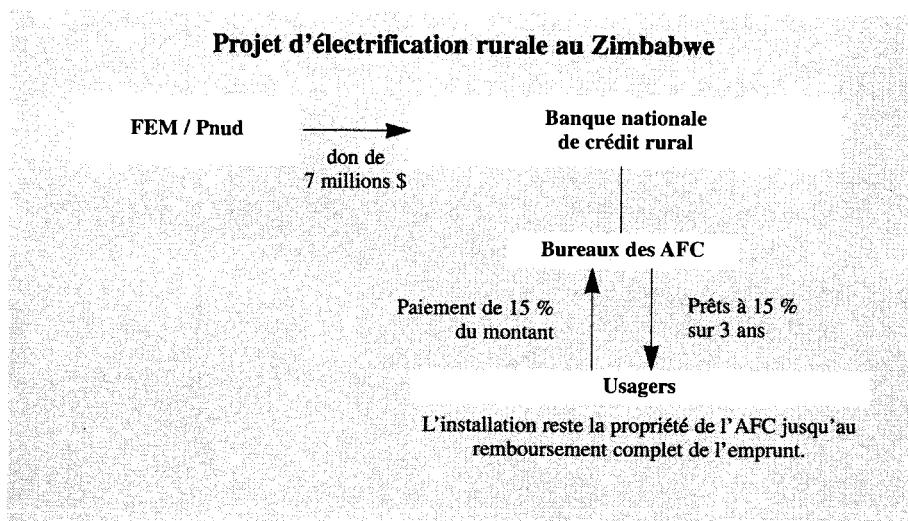 Projet d'électrification rurale au Zimbabwe
FEM / Pnud
don de
7 millions $
Banque nationale
de crédit rural
Bureaux des AFC
Paiement de 15 %
du montant
Prêts à 15 %
sur 3 ans
Usagers
L'installation reste la propriété de l'AFC jusqu'au
remboursement complet de l'emprunt.